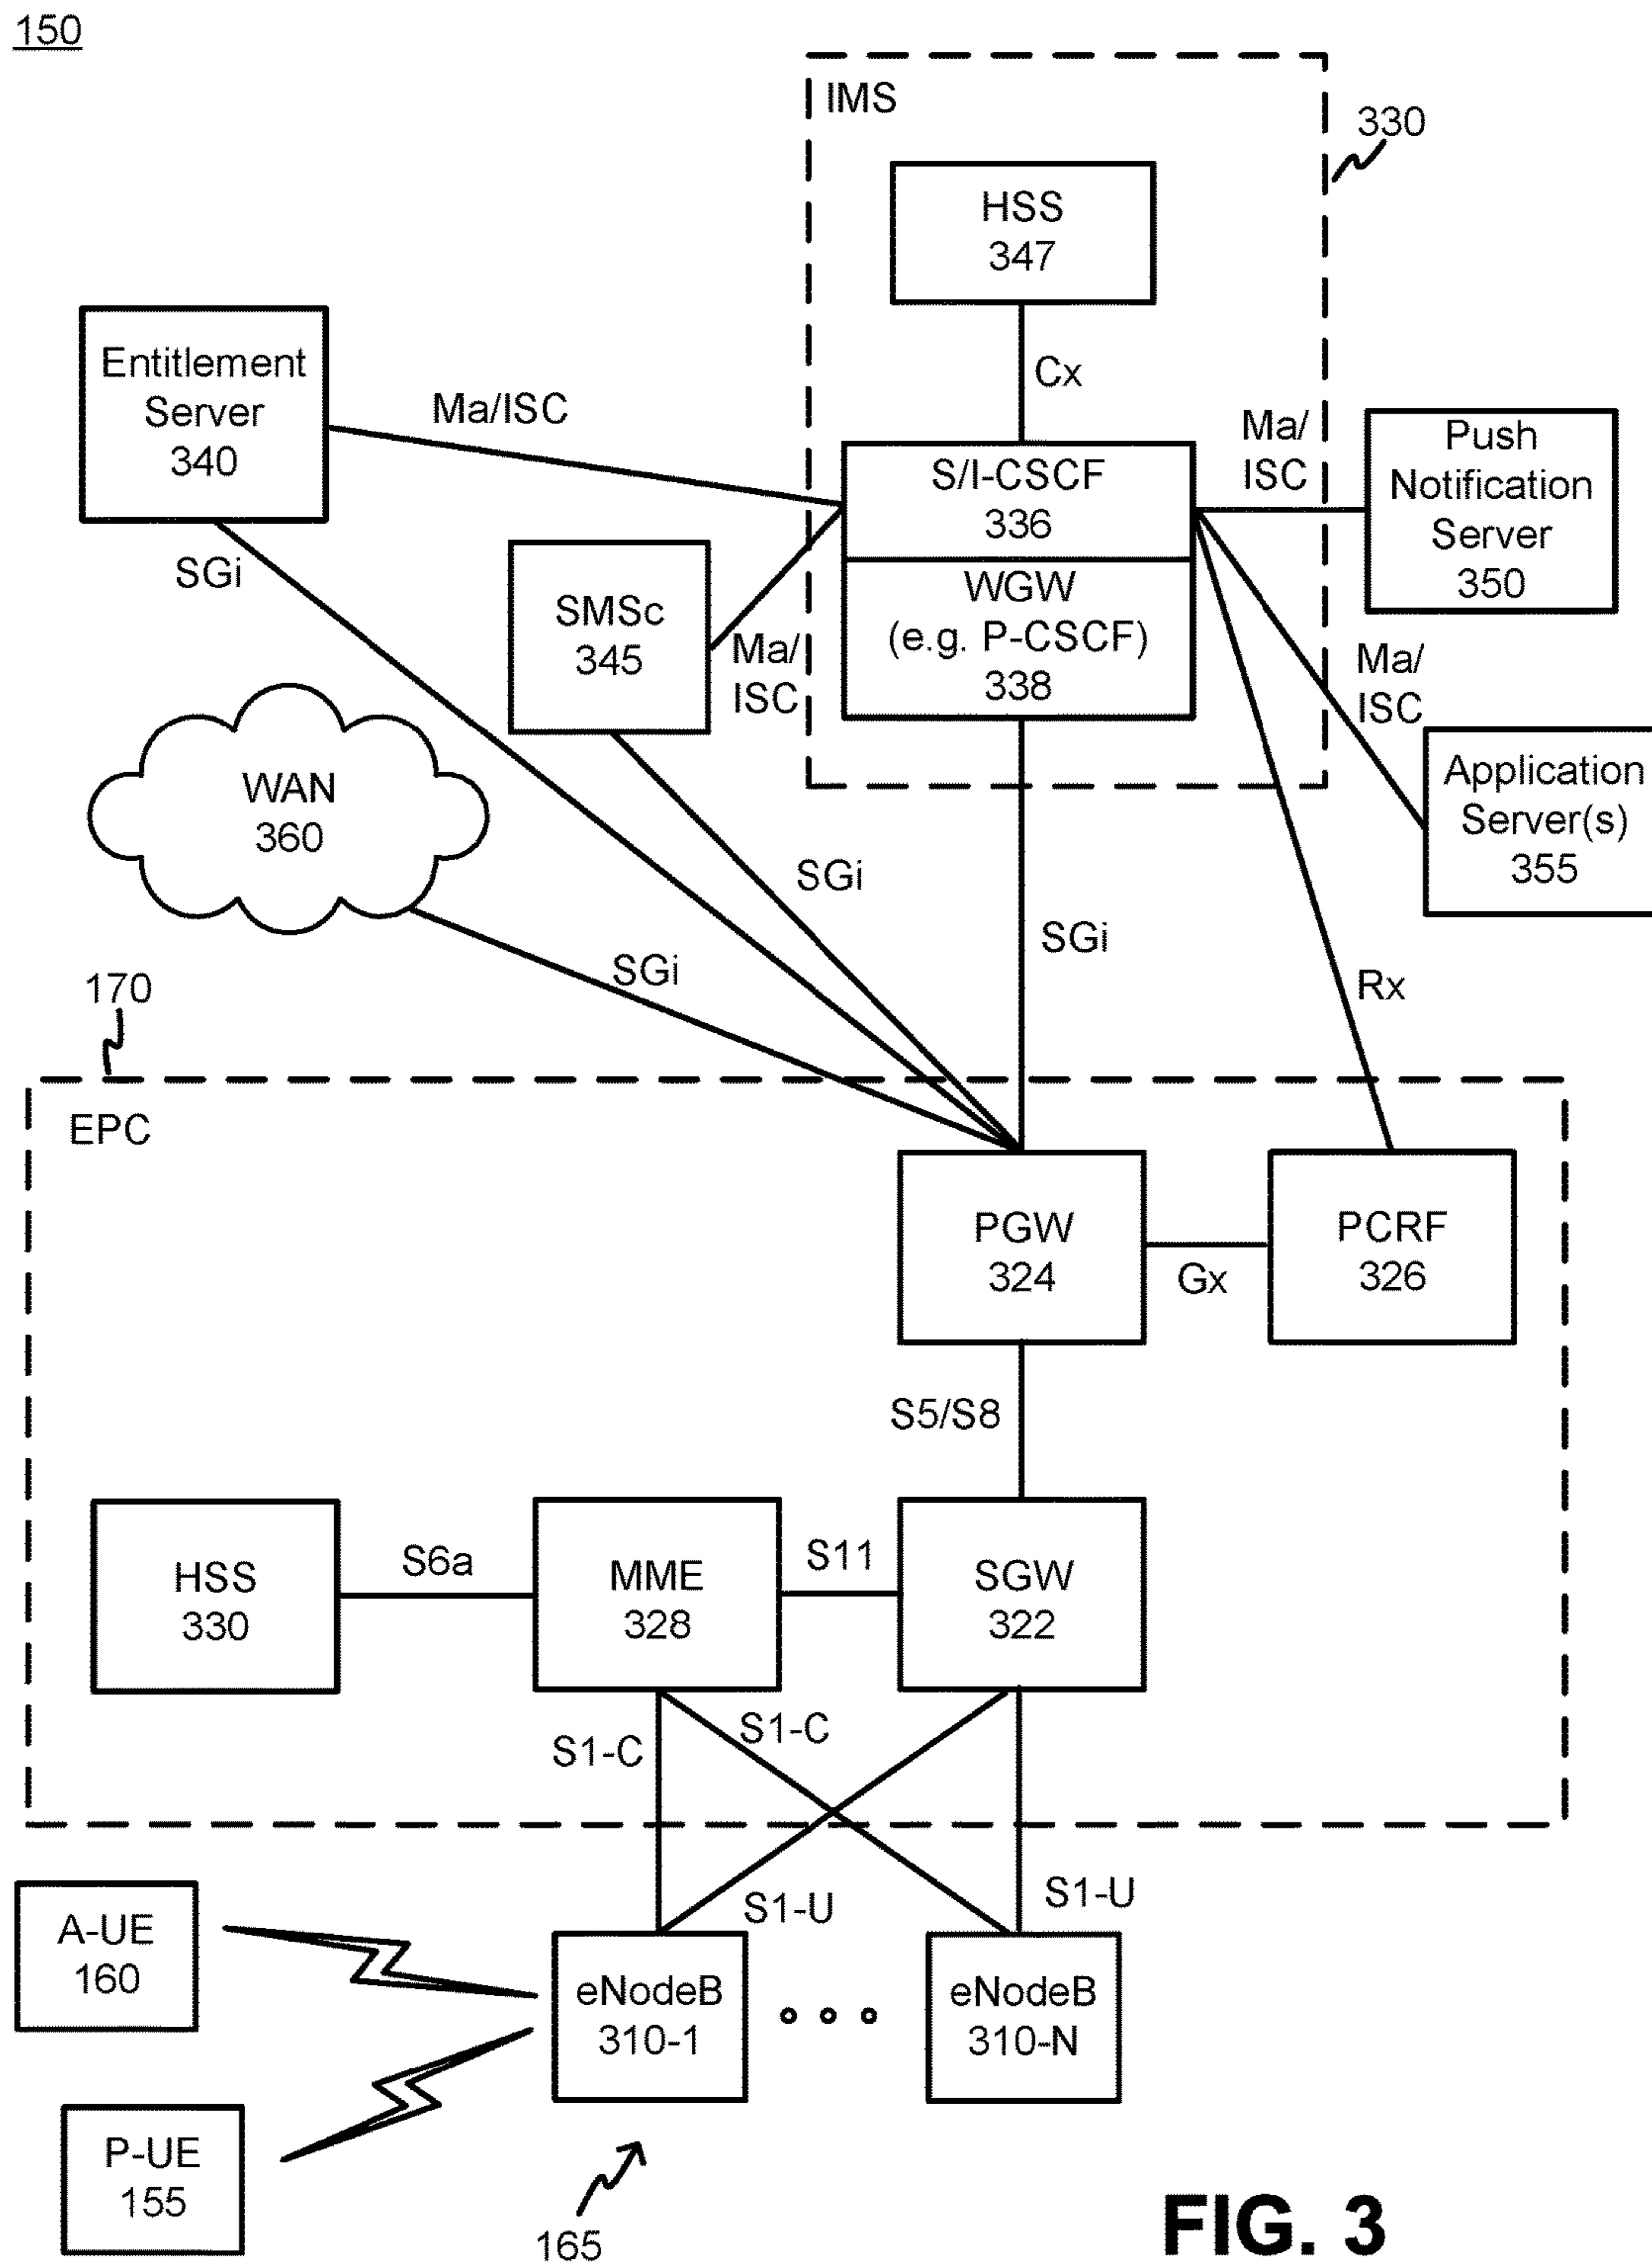 150
IMS
330
HSS
347
Cx
Entitlement
Server
340
Ma/ISC
SGi
S/I-CSCF
336
WGW
(e.g. P-CSCF)
338
Ma/
ISC
Push
Notification
Server
350
SMSc
345
Ma/
ISC
Ma/
ISC
Application
Server(s)
355
WAN
360
SGi
SGi
SGi
Rx
170
EPC
PGW
324
Gx
PCRF
326
S5/S8
HSS
330
S6a
MME
328
S11
SGW
322
S1-C
S1-C
S1-U
S1-U
A-UE
160
eNodeB
310-1
eNodeB
310-N
P-UE
155
165
FIG. 3